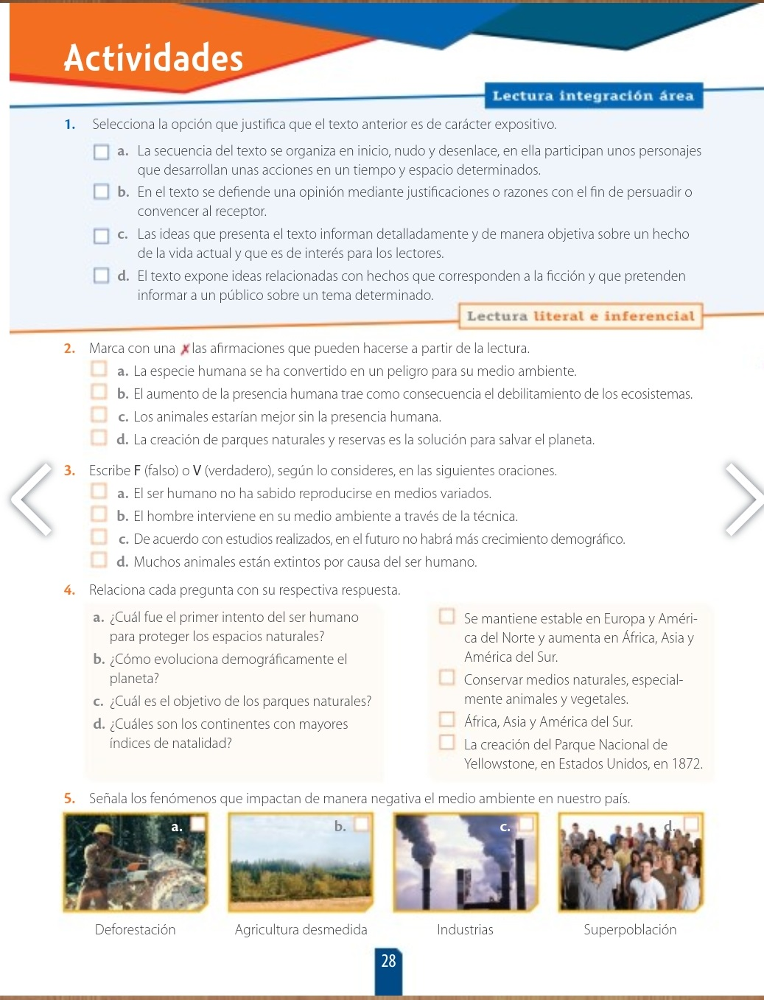 Actividades
Lectura integración área
1. Selecciona la opción que justifica que el texto anterior es de carácter expositivo.
a. La secuencia del texto se organiza en inicio, nudo y desenlace, en ella participan unos personajes
que desarrollan unas acciones en un tiempo y espacio determinados.
b. En el texto se defiende una opinión mediante justificaciones o razones con el fin de persuadir o
convencer al receptor.
c. Las ideas que presenta el texto informan detalladamente y de manera objetiva sobre un hecho
de la vida actual y que es de interés para los lectores.
d. El texto expone ideas relacionadas con hechos que corresponden a la ficción y que pretenden
informar a un público sobre un tema determinado.
Lectura literal e inferencial
2. Marca con una ✗ las afirmaciones que pueden hacerse a partir de la lectura.
a. La especie humana se ha convertido en un peligro para su medio ambiente.
b. El aumento de la presencia humana trae como consecuencia el debilitamiento de los ecosistemas.
c. Los animales estarían mejor sin la presencia humana.
d. La creación de parques naturales y reservas es la solución para salvar el planeta.
3. Escribe F (falso) o V (verdadero), según lo consideres, en las siguientes oraciones.
a. El ser humano no ha sabido reproducirse en medios variados.
b. El hombre interviene en su medio ambiente a través de la técnica.
c. De acuerdo con estudios realizados, en el futuro no habrá más crecimiento demográfico.
d. Muchos animales están extintos por causa del ser humano.
4. Relaciona cada pregunta con su respectiva respuesta.
a. ¿Cuál fue el primer intento del ser humano
para proteger los espacios naturales?
b. ¿Cómo evoluciona demográficamente el
planeta?
c. ¿Cuál es el objetivo de los parques naturales?
d. ¿Cuáles son los continentes con mayores
índices de natalidad?
Se mantiene estable en Europa y Améri-
ca del Norte y aumenta en África, Asia y
América del Sur.
Conservar medios naturales, especial-
mente animales y vegetales.
África, Asia y América del Sur.
La creación del Parque Nacional de
Yellowstone, en Estados Unidos, en 1872.
5. Señala los fenómenos que impactan de manera negativa el medio ambiente en nuestro país.
a. b. c. d.
Deforestación Agricultura desmedida Industrias Superpoblación
28